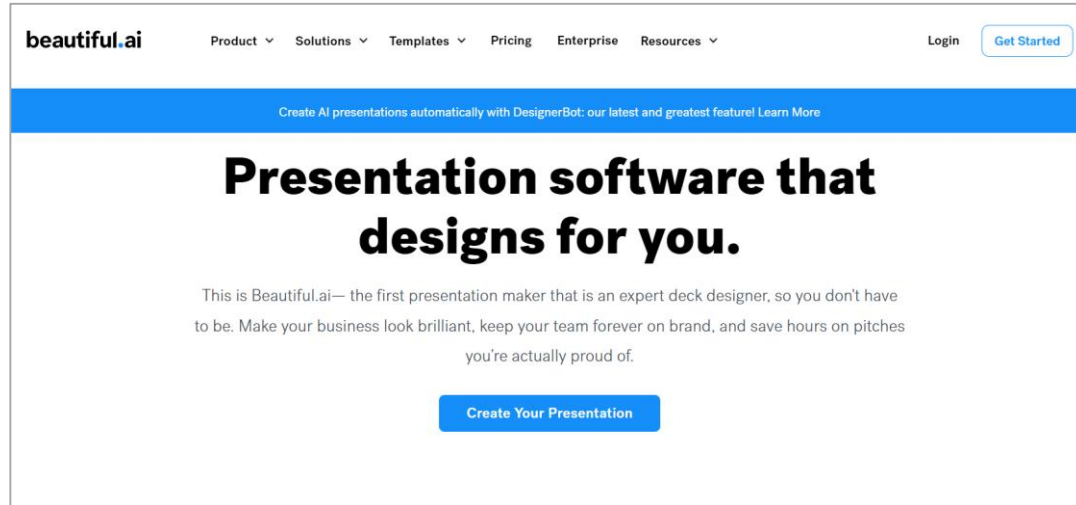 beautiful.ai
Product Solutions Templates Pricing Enterprise Resources Login Get Started
Create AI presentations automatically with DesignerBot: our latest and greatest feature! Learn More
Presentation software that
designs for you.
This is Beautiful.ai— the first presentation maker that is an expert deck designer, so you don't have
to be. Make your business look brilliant, keep your team forever on brand, and save hours on pitches
you're actually proud of.
Create Your Presentation